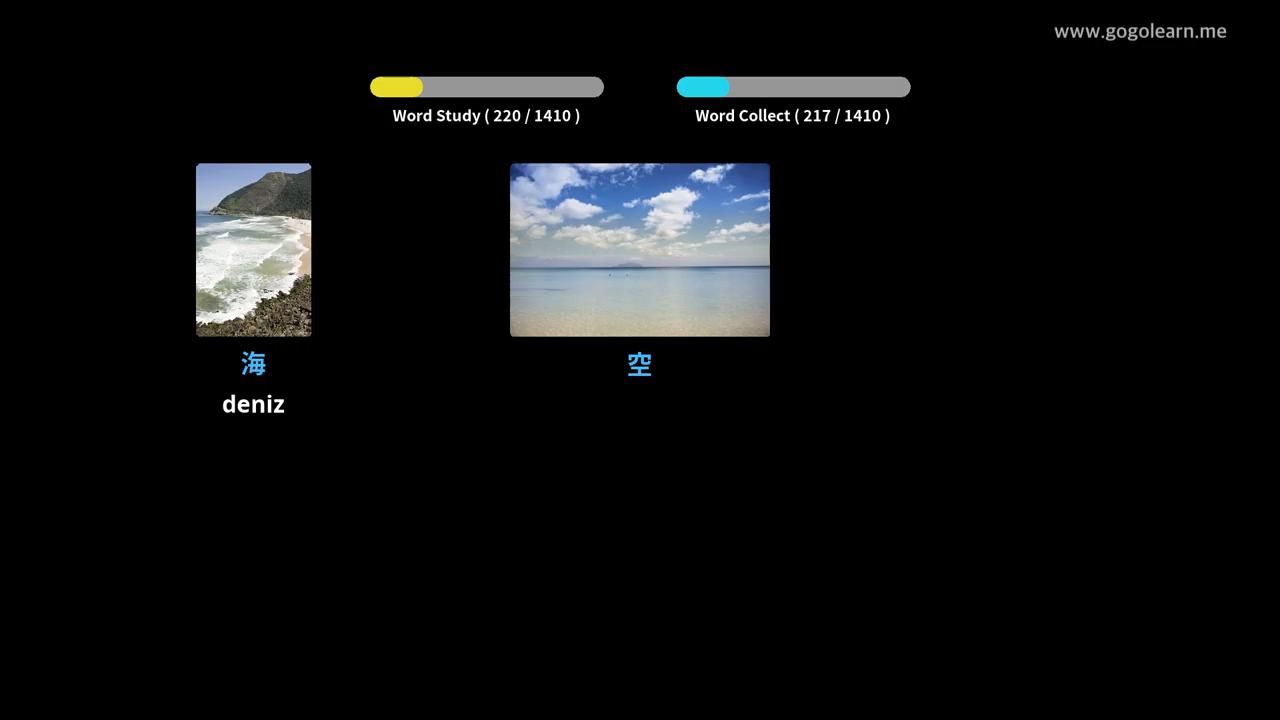 www.gogolearn.me
Word Study ( 220 / 1410 )
Word Collect ( 217 / 1410 )
海
空
deniz